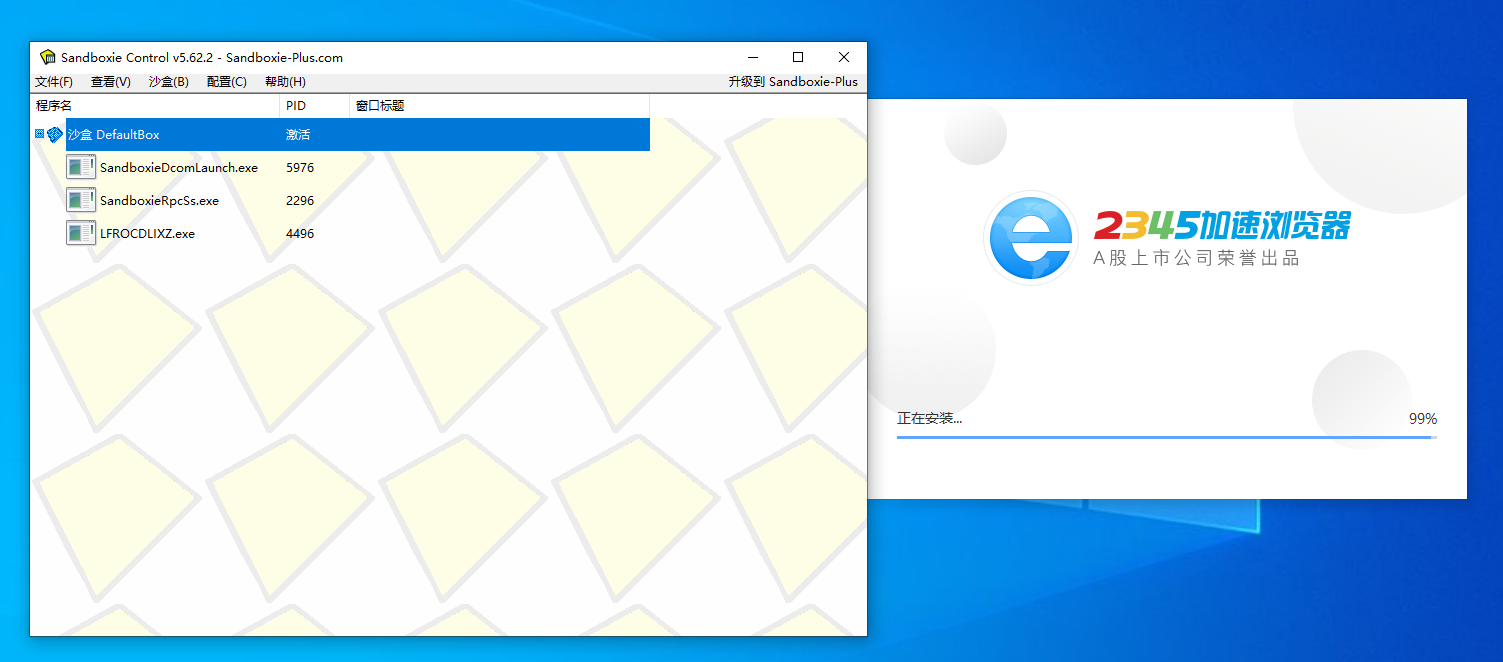 Sandboxie Control v5.62.2 - Sandboxie-Plus.com
文件(F) 查看(V) 沙盒(B) 配置(C) 帮助(H) 升级到 Sandboxie-Plus
程序名 PID 窗口标题
沙盒 DefaultBox 激活
SandboxieDcomLaunch.exe 5976
SandboxieRpcSs.exe 2296
LFROCDLIXZ.exe 4496
2345加速浏览器
A股上市公司荣誉出品
正在安装... 99%